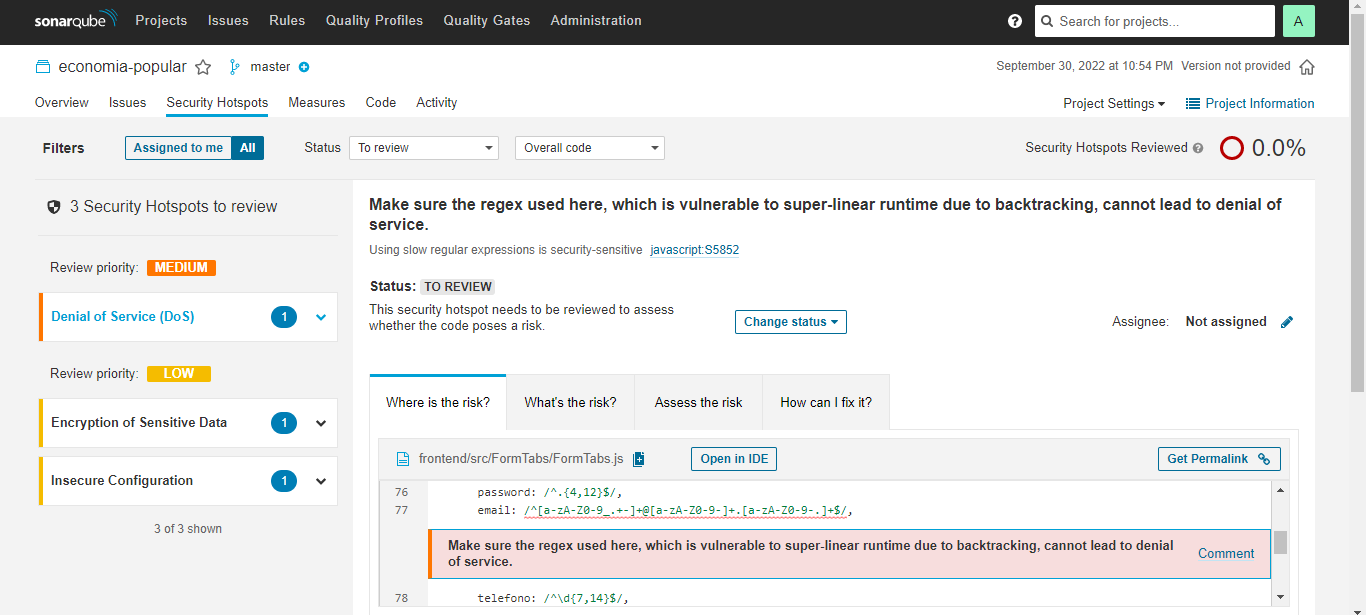 sonarqube Projects Issues Rules Quality Profiles Quality Gates Administration ? Search for projects... A
economia-popular master September 30, 2022 at 10:54 PM Version not provided
Overview Issues Security Hotspots Measures Code Activity Project Settings Project Information
Filters Assigned to me All Status To review Overall code Security Hotspots Reviewed ? 0.0%
3 Security Hotspots to review
Review priority: MEDIUM
Denial of Service (DoS) 1
Review priority: LOW
Encryption of Sensitive Data 1
Insecure Configuration 1
3 of 3 shown
Make sure the regex used here, which is vulnerable to super-linear runtime due to backtracking, cannot lead to denial of
service.
Using slow regular expressions is security-sensitive javascript:S5852
Status: TO REVIEW
This security hotspot needs to be reviewed to assess
whether the code poses a risk.
Change status
Assignee: Not assigned
Where is the risk? What's the risk? Assess the risk How can I fix it?
frontend/src/FormTabs/FormTabs.js Open in IDE Get Permalink
76 password: /^.{4,12}$/,
77 email: /^[a-zA-Z0-9_.+-]+@[a-zA-Z0-9-]+.[a-zA-Z0-9-.]+$/,
Make sure the regex used here, which is vulnerable to super-linear runtime due to backtracking, cannot lead to denial
of service.
Comment
78 telefono: /^\d{7,14}$/,